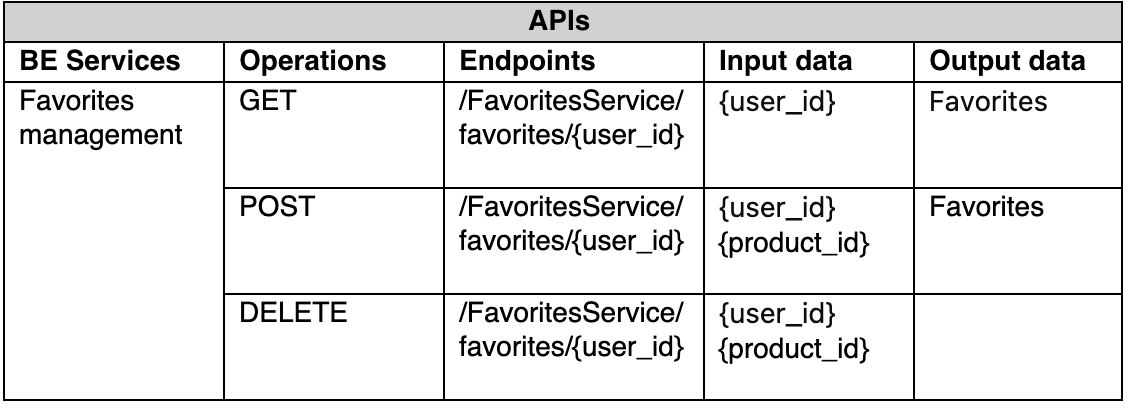 APIs
BE Services Operations Endpoints Input data Output data
Favorites management
GET
/FavoritesService/
favorites/{user_id}
{user_id}
Favorites
POST
/FavoritesService/
favorites/{user_id}
{user_id}
{product_id}
Favorites
DELETE
/FavoritesService/
favorites/{user_id}
{user_id}
{product_id}